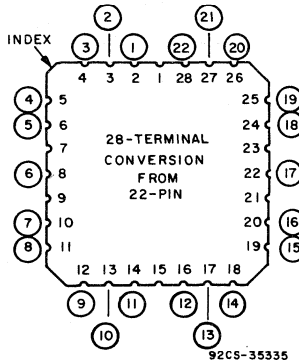 2 21
INDEX 3 1 22 20
4 3 2 1 28 27 26
4 5 25 19
5 6 24 18
7 23
6 8 28-TERMINAL CONVERSION FROM 22-PIN 22 17
9 21
7 10 20 16
8 11 19 15
12 13 14 15 16 17 18
9 11 12 14
10 13
92CS-35335